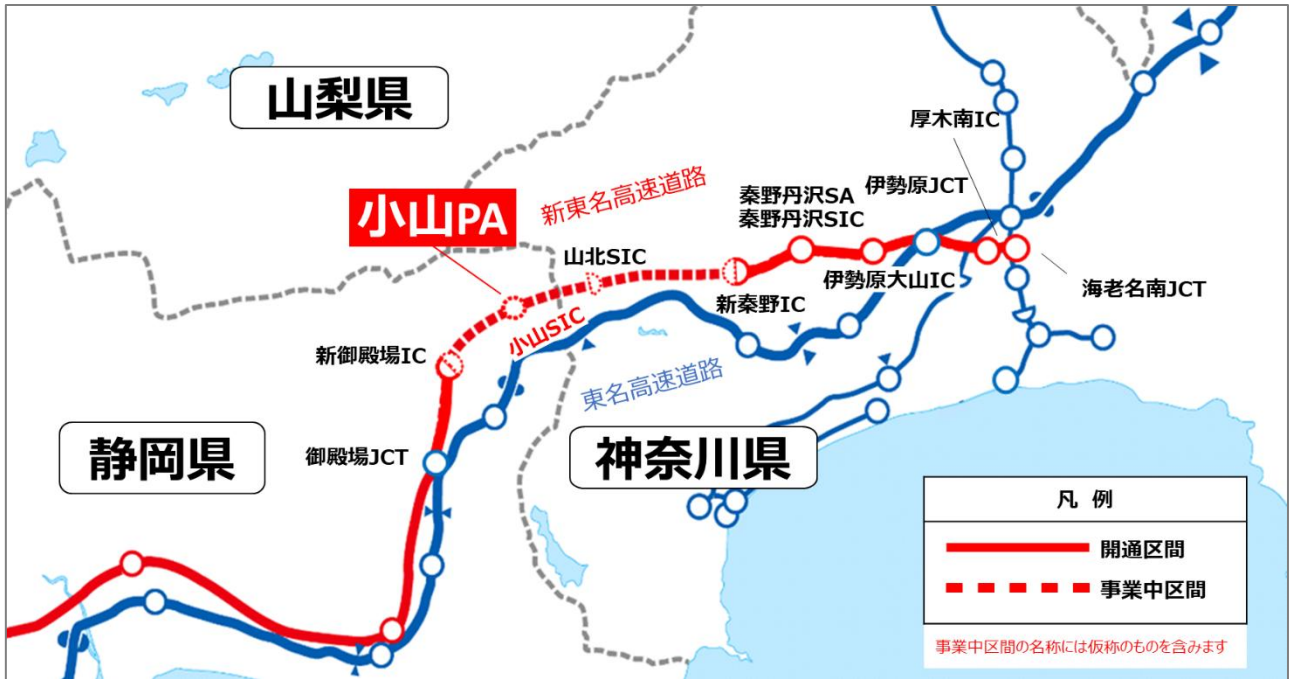 山梨県
厚木南IC
新東名高速道路
秦野丹沢SA
秦野丹沢SIC
伊勢原JCT
小山PA
山北SIC
伊勢原大山IC
海老名南JCT
新秦野IC
小山SIC
新御殿場IC
東名高速道路
静岡県
御殿場JCT
神奈川県
凡 例
開通区間
事業中区間
事業中区間の名称には仮称のものを含みます